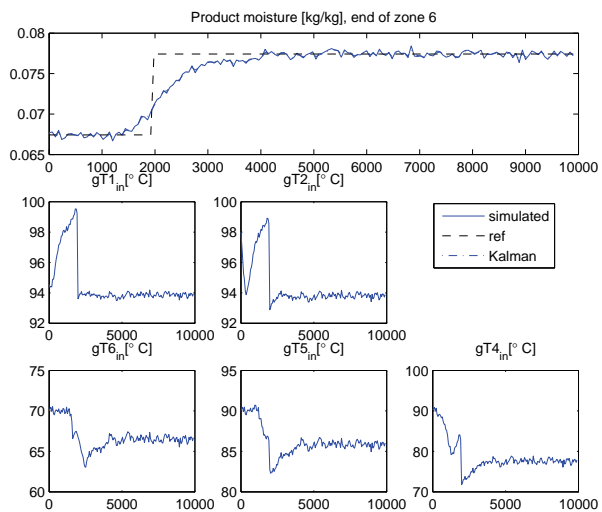 Product moisture [kg/kg], end of zone 6
0.08
0.07
0.065
0 1000 2000 3000 4000 5000 6000 7000 8000 9000 10000
gT1in[° C] gT2in[° C]
100 100
98 98
96 96
94 94
92 92
0 5000 10000 0 5000 10000
simulated
ref
Kalman
gT6in[° C] gT5in[° C] gT4in[° C]
75 95 100
70 90 90
65 85 80
60 80 70
0 5000 10000 0 5000 10000 0 5000 10000